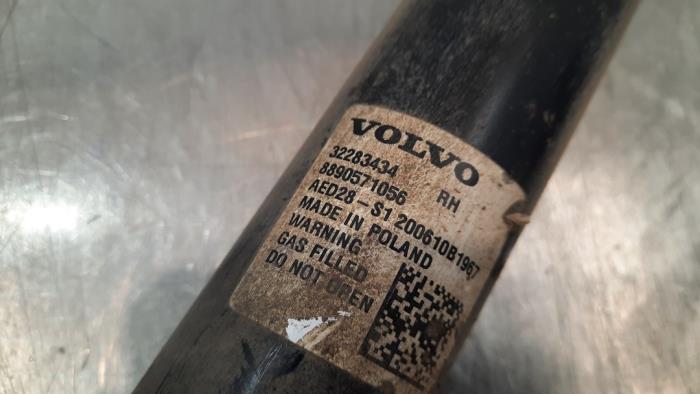 VOLVO
32283434
8890571056 RH
AED28-S1 200610B1967
MADE IN POLAND
WARNING
GAS FILLED
DO NOT OPEN